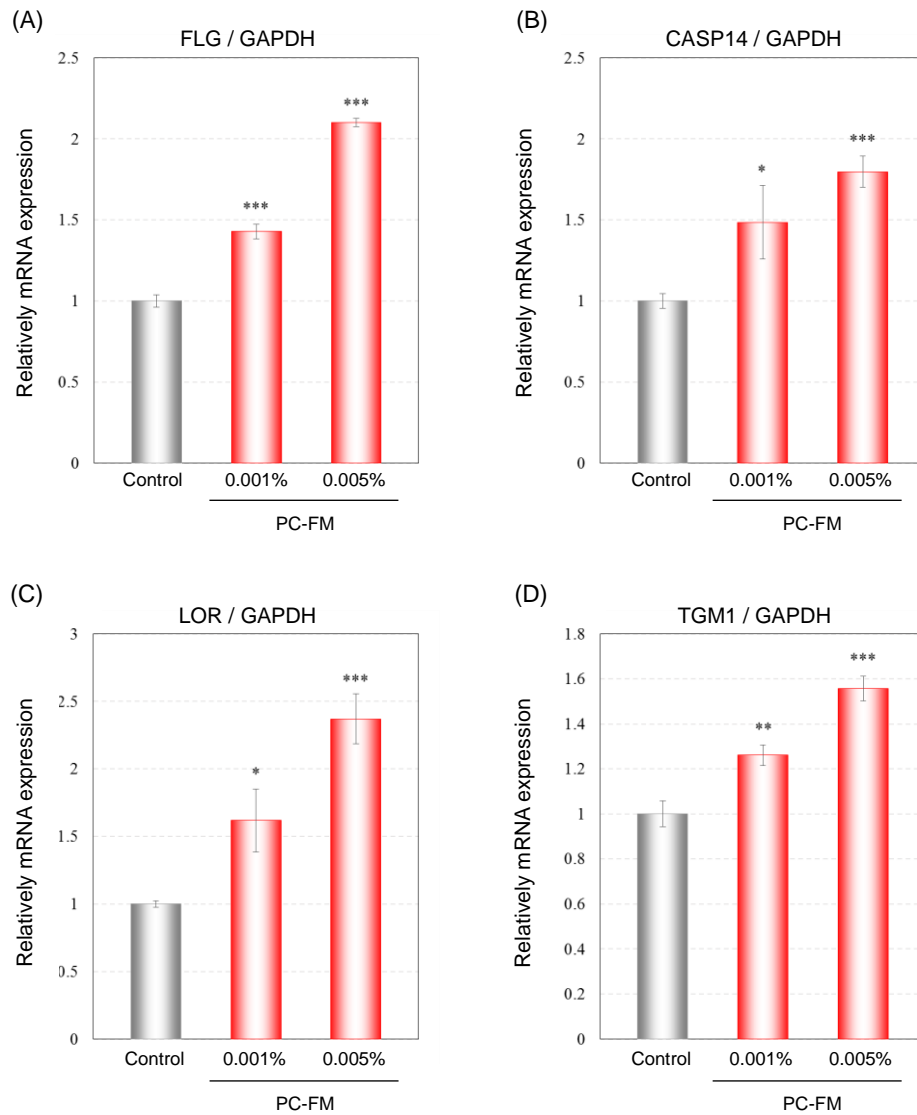 (A)
FLG / GAPDH
Relatively mRNA expression
2.5
2
1.5
1
0.5
0
***
***
Control
0.001%
0.005%
PC-FM
(B)
CASP14 / GAPDH
Relatively mRNA expression
2.5
2
1.5
1
0.5
0
*
***
Control
0.001%
0.005%
PC-FM
(C)
LOR / GAPDH
Relatively mRNA expression
3
2.5
2
1.5
1
0.5
0
*
***
Control
0.001%
0.005%
PC-FM
(D)
TGM1 / GAPDH
Relatively mRNA expression
1.8
1.6
1.4
1.2
1
0.8
0.6
0.4
0.2
0
**
***
Control
0.001%
0.005%
PC-FM